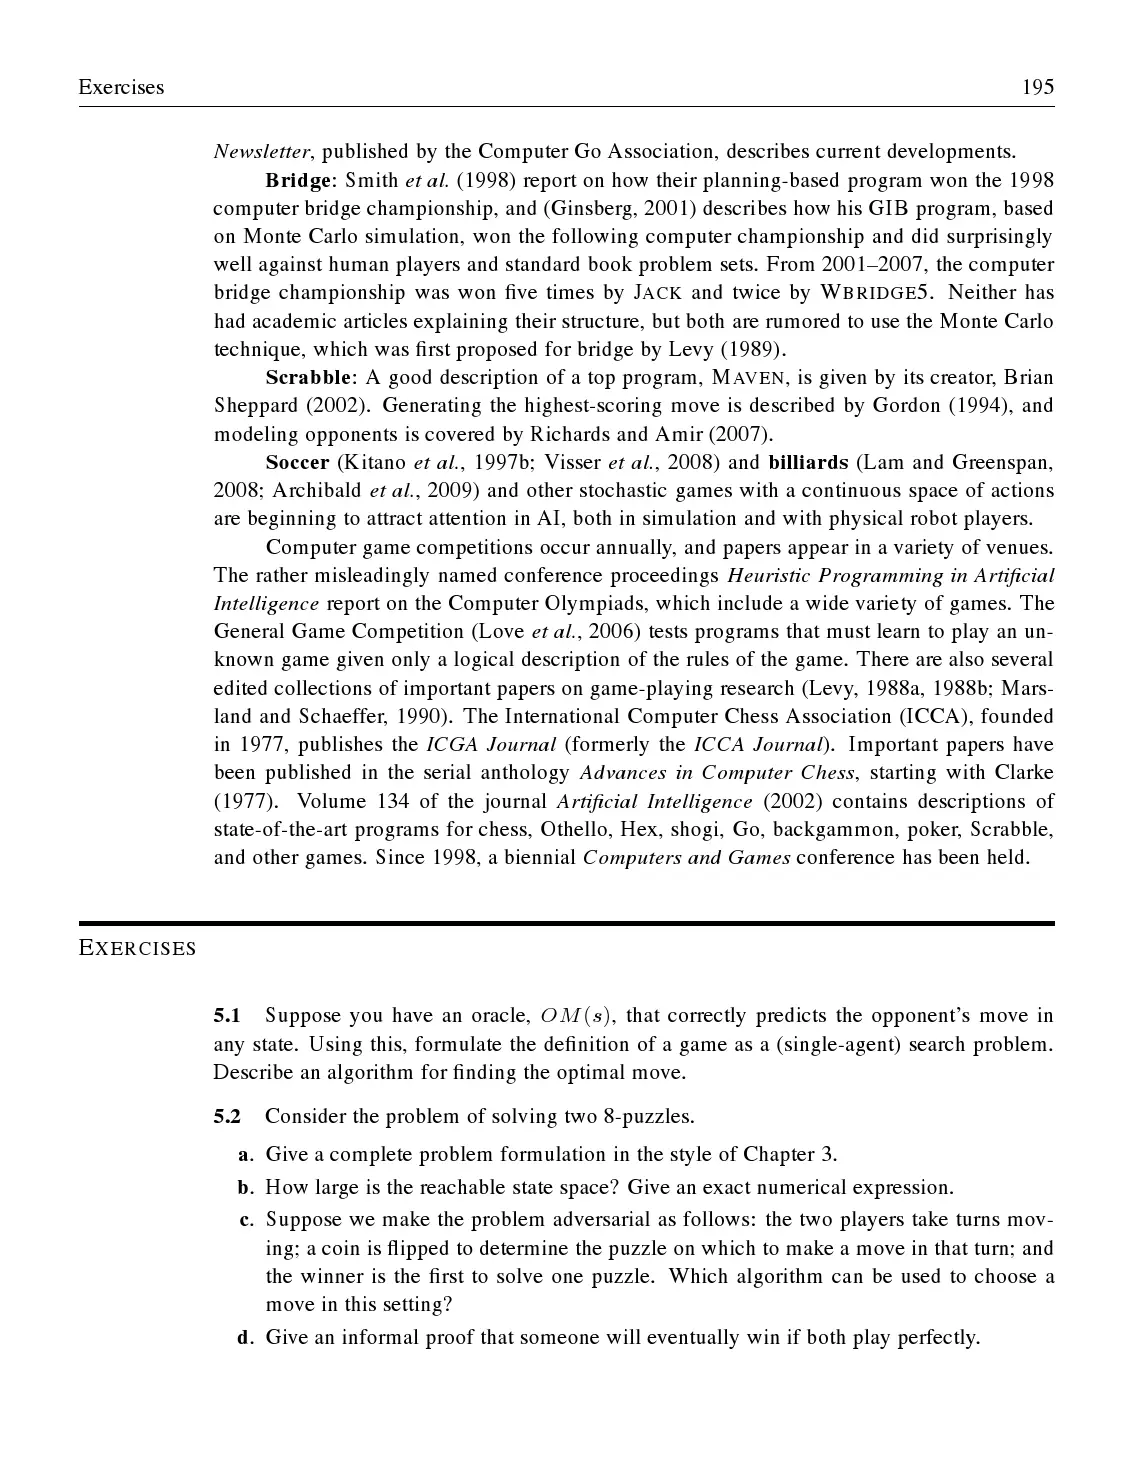 Exercises 195
Newsletter, published by the Computer Go Association, describes current developments.
Bridge: Smith et al. (1998) report on how their planning-based program won the 1998
computer bridge championship, and (Ginsberg, 2001) describes how his GIB program, based
on Monte Carlo simulation, won the following computer championship and did surprisingly
well against human players and standard book problem sets. From 2001–2007, the computer
bridge championship was won five times by JACK and twice by WBRIDGE5. Neither has
had academic articles explaining their structure, but both are rumored to use the Monte Carlo
technique, which was first proposed for bridge by Levy (1989).
Scrabble: A good description of a top program, MAVEN, is given by its creator, Brian
Sheppard (2002). Generating the highest-scoring move is described by Gordon (1994), and
modeling opponents is covered by Richards and Amir (2007).
Soccer (Kitano et al., 1997b; Visser et al., 2008) and billiards (Lam and Greenspan,
2008; Archibald et al., 2009) and other stochastic games with a continuous space of actions
are beginning to attract attention in AI, both in simulation and with physical robot players.
Computer game competitions occur annually, and papers appear in a variety of venues.
The rather misleadingly named conference proceedings Heuristic Programming in Artificial
Intelligence report on the Computer Olympiads, which include a wide variety of games. The
General Game Competition (Love et al., 2006) tests programs that must learn to play an un-
known game given only a logical description of the rules of the game. There are also several
edited collections of important papers on game-playing research (Levy, 1988a, 1988b; Mars-
land and Schaeffer, 1990). The International Computer Chess Association (ICCA), founded
in 1977, publishes the ICGA Journal (formerly the ICCA Journal). Important papers have
been published in the serial anthology Advances in Computer Chess, starting with Clarke
(1977). Volume 134 of the journal Artificial Intelligence (2002) contains descriptions of
state-of-the-art programs for chess, Othello, Hex, shogi, Go, backgammon, poker, Scrabble,
and other games. Since 1998, a biennial Computers and Games conference has been held.
EXERCISES
5.1 Suppose you have an oracle, OM(s), that correctly predicts the opponent's move in
any state. Using this, formulate the definition of a game as a (single-agent) search problem.
Describe an algorithm for finding the optimal move.
5.2 Consider the problem of solving two 8-puzzles.
a. Give a complete problem formulation in the style of Chapter 3.
b. How large is the reachable state space? Give an exact numerical expression.
c. Suppose we make the problem adversarial as follows: the two players take turns mov-
ing; a coin is flipped to determine the puzzle on which to make a move in that turn; and
the winner is the first to solve one puzzle. Which algorithm can be used to choose a
move in this setting?
d. Give an informal proof that someone will eventually win if both play perfectly.